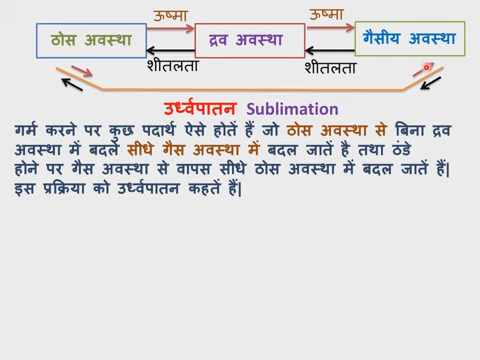 ऊष्मा ऊष्मा
ठोस अवस्था द्रव अवस्था गैसीय अवस्था
शीतलता शीतलता
उर्ध्वपातन Sublimation
गर्म करने पर कुछ पदार्थ ऐसे होतें हैं जो ठोस अवस्था से बिना द्रव
अवस्था में बदले सीधे गैस अवस्था में बदल जातें है तथा ठंडे
होने पर गैस अवस्था से वापस सीधे ठोस अवस्था में बदल जातें हैं|
इस प्रक्रिया को उर्ध्वपातन कहतें हैं|